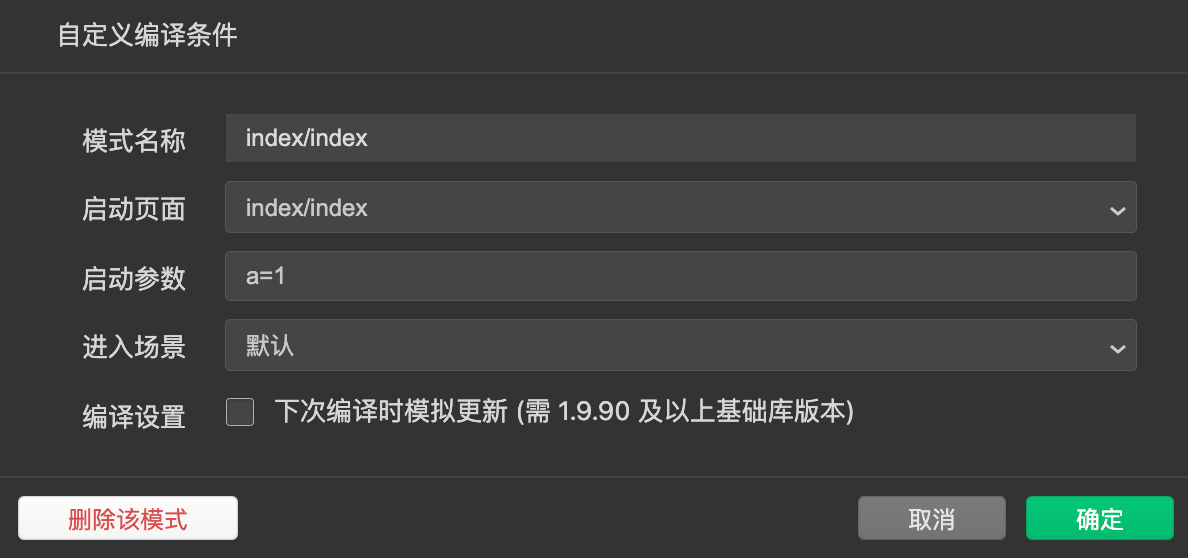 自定义编译条件
模式名称 index/index
启动页面 index/index
启动参数 a=1
进入场景 默认
编译设置 下次编译时模拟更新 (需 1.9.90 及以上基础库版本)
删除该模式 取消 确定